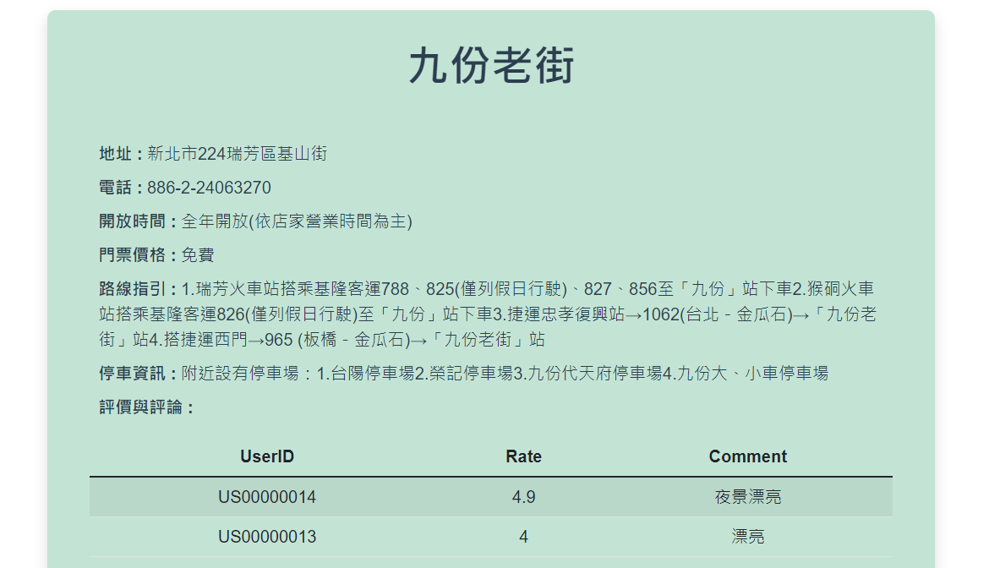 九份老街
地址：新北市224瑞芳區基山街
電話：886-2-24063270
開放時間：全年開放(依店家營業時間為主)
門票價格：免費
路線指引：1.瑞芳火車站搭乘基隆客運788、825(僅列假日行駛)、827、856至「九份」站下車2.猴硐火車
站搭乘基隆客運826(僅列假日行駛)至「九份」站下車3.捷運忠孝復興站→1062(台北－金瓜石)→「九份老
街」站4.搭捷運西門→965 (板橋－金瓜石)→「九份老街」站
停車資訊：附近設有停車場：1.台陽停車場2.榮記停車場3.九份代天府停車場4.九份大、小車停車場
評價與評論：
UserID Rate Comment
US00000014 4.9 夜景漂亮
US00000013 4 漂亮